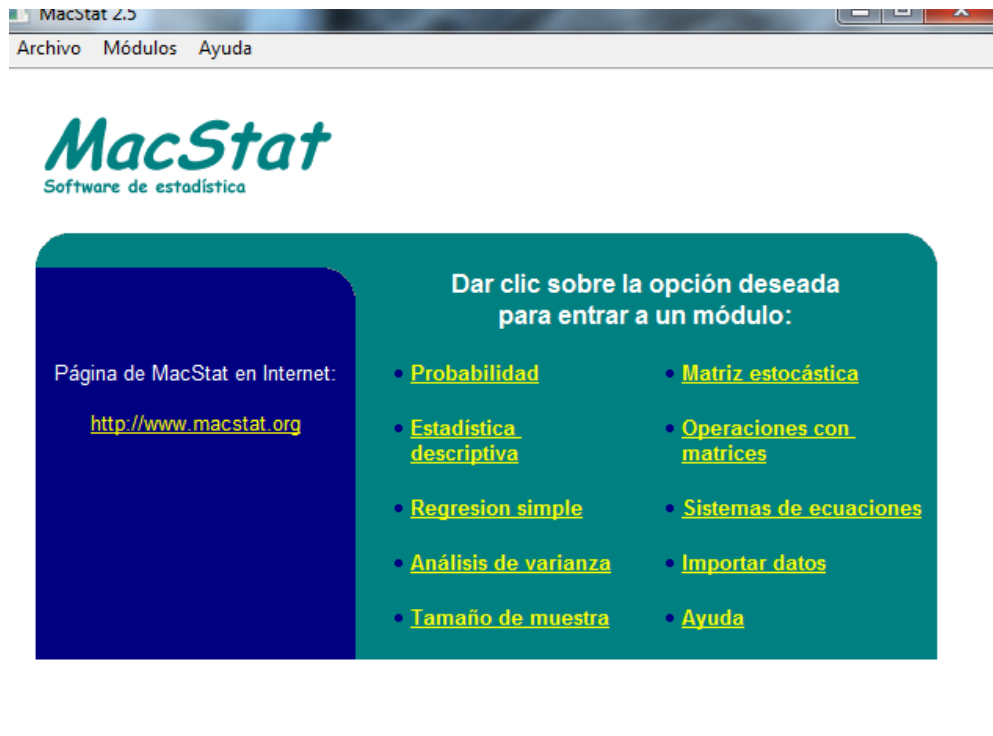 MacStat 2.5
Archivo Módulos Ayuda
MacStat
Software de estadística
Dar clic sobre la opción deseada
para entrar a un módulo:
Página de MacStat en Internet:
http://www.macstat.org
• Probabilidad
• Estadística
descriptiva
• Regresion simple
• Análisis de varianza
• Tamaño de muestra
• Matriz estocástica
• Operaciones con
matrices
• Sistemas de ecuaciones
• Importar datos
• Ayuda